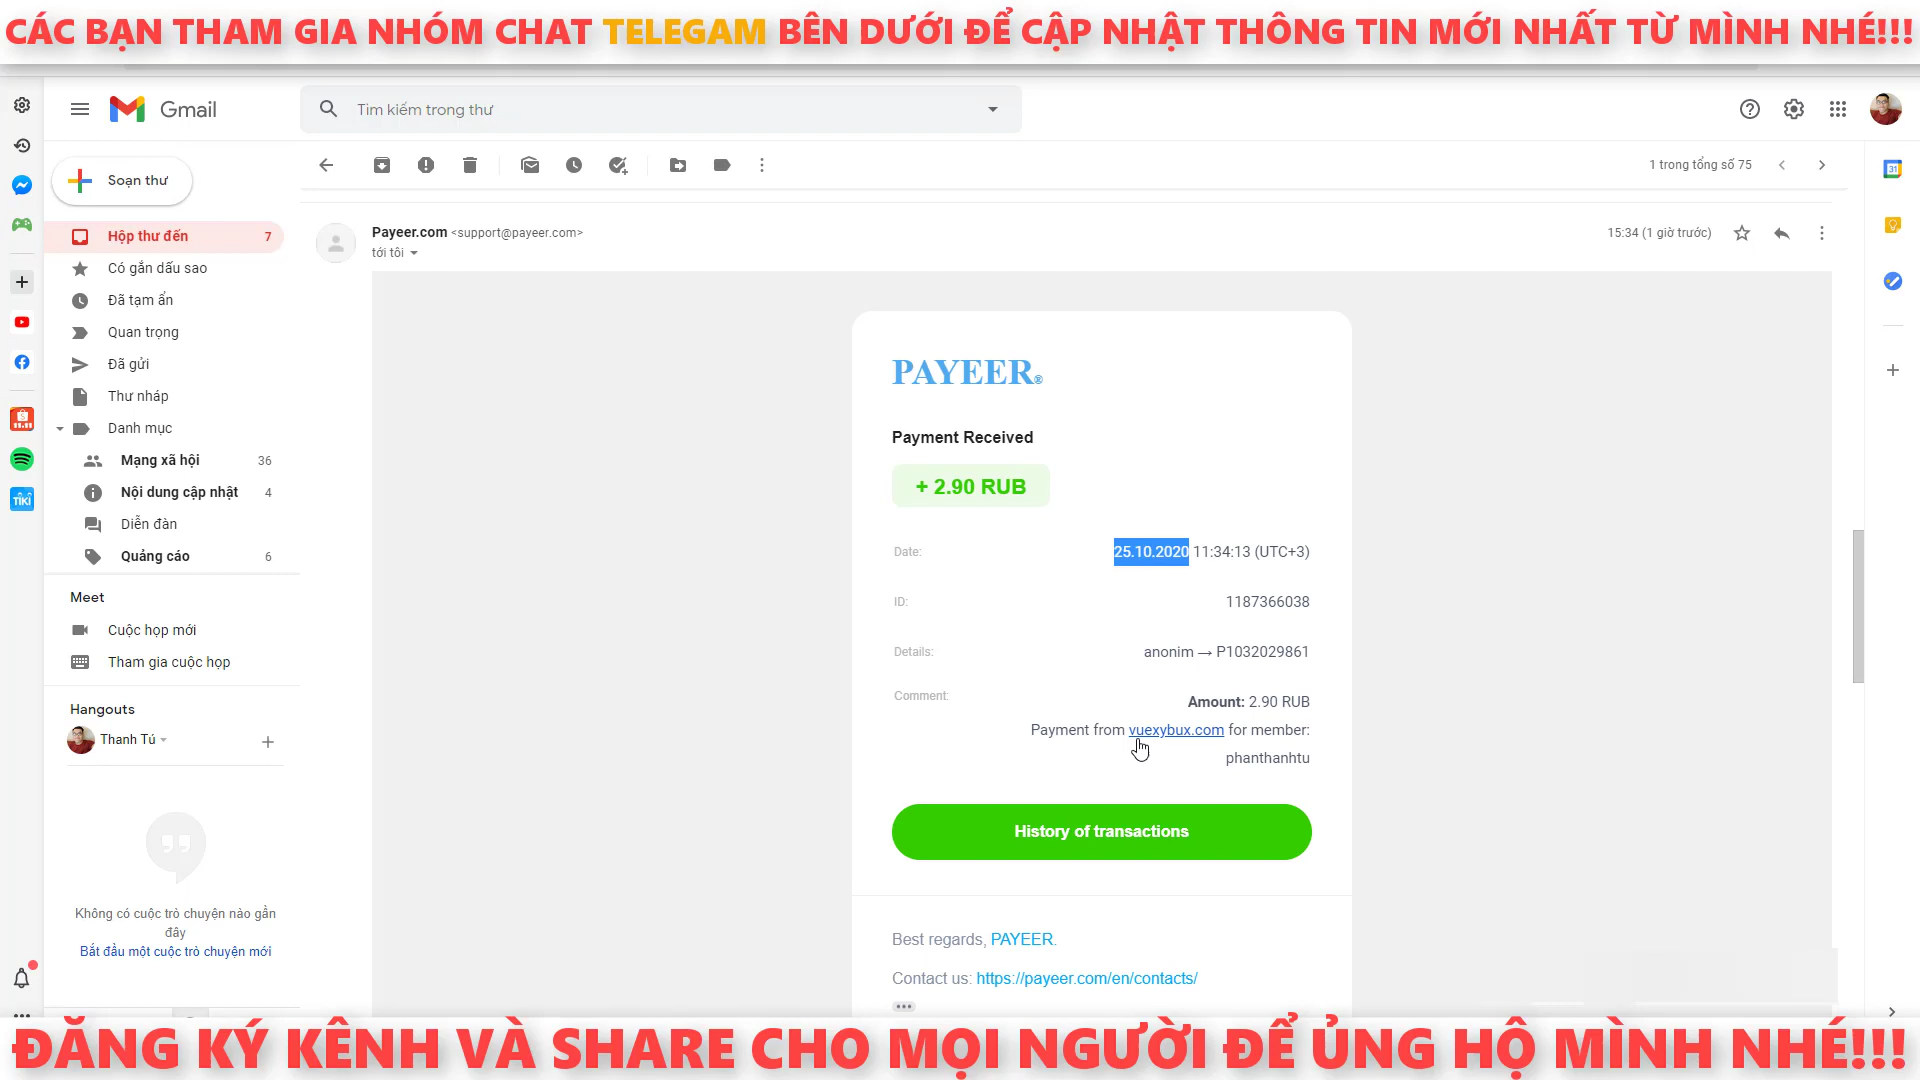 CÁC BẠN THAM GIA NHÓM CHAT TELEGAM BÊN DƯỚI ĐỂ CẬP NHẬT THÔNG TIN MỚI NHẤT TỪ MÌNH NHÉ!!!
Gmail
Tìm kiếm trong thư
Soạn thư
1 trong tổng số 75
31
Hộp thư đến 7
Có gắn dấu sao
Đã tạm ẩn
Quan trọng
Đã gửi
Thư nháp
Danh mục
Mạng xã hội 36
Nội dung cập nhật 4
Diễn đàn
Quảng cáo 6
Meet
Cuộc họp mới
Tham gia cuộc họp
Hangouts
Thanh Tú
Không có cuộc trò chuyện nào gần
đây
Bắt đầu một cuộc trò chuyện mới
11.11
TIKI
Payeer.com <support@payeer.com>
15:34 (1 giờ trước)
tới tôi
PAYEER®
Payment Received
+ 2.90 RUB
Date: 25.10.2020 11:34:13 (UTC+3)
ID: 1187366038
Details: anonim → P1032029861
Comment: Amount: 2.90 RUB
Payment from vuexybux.com for member:
phanthanhtu
History of transactions
Best regards, PAYEER.
Contact us: https://payeer.com/en/contacts/
ĐĂNG KÝ KÊNH VÀ SHARE CHO MỌI NGƯỜI ĐỂ ỦNG HỘ MÌNH NHÉ!!!